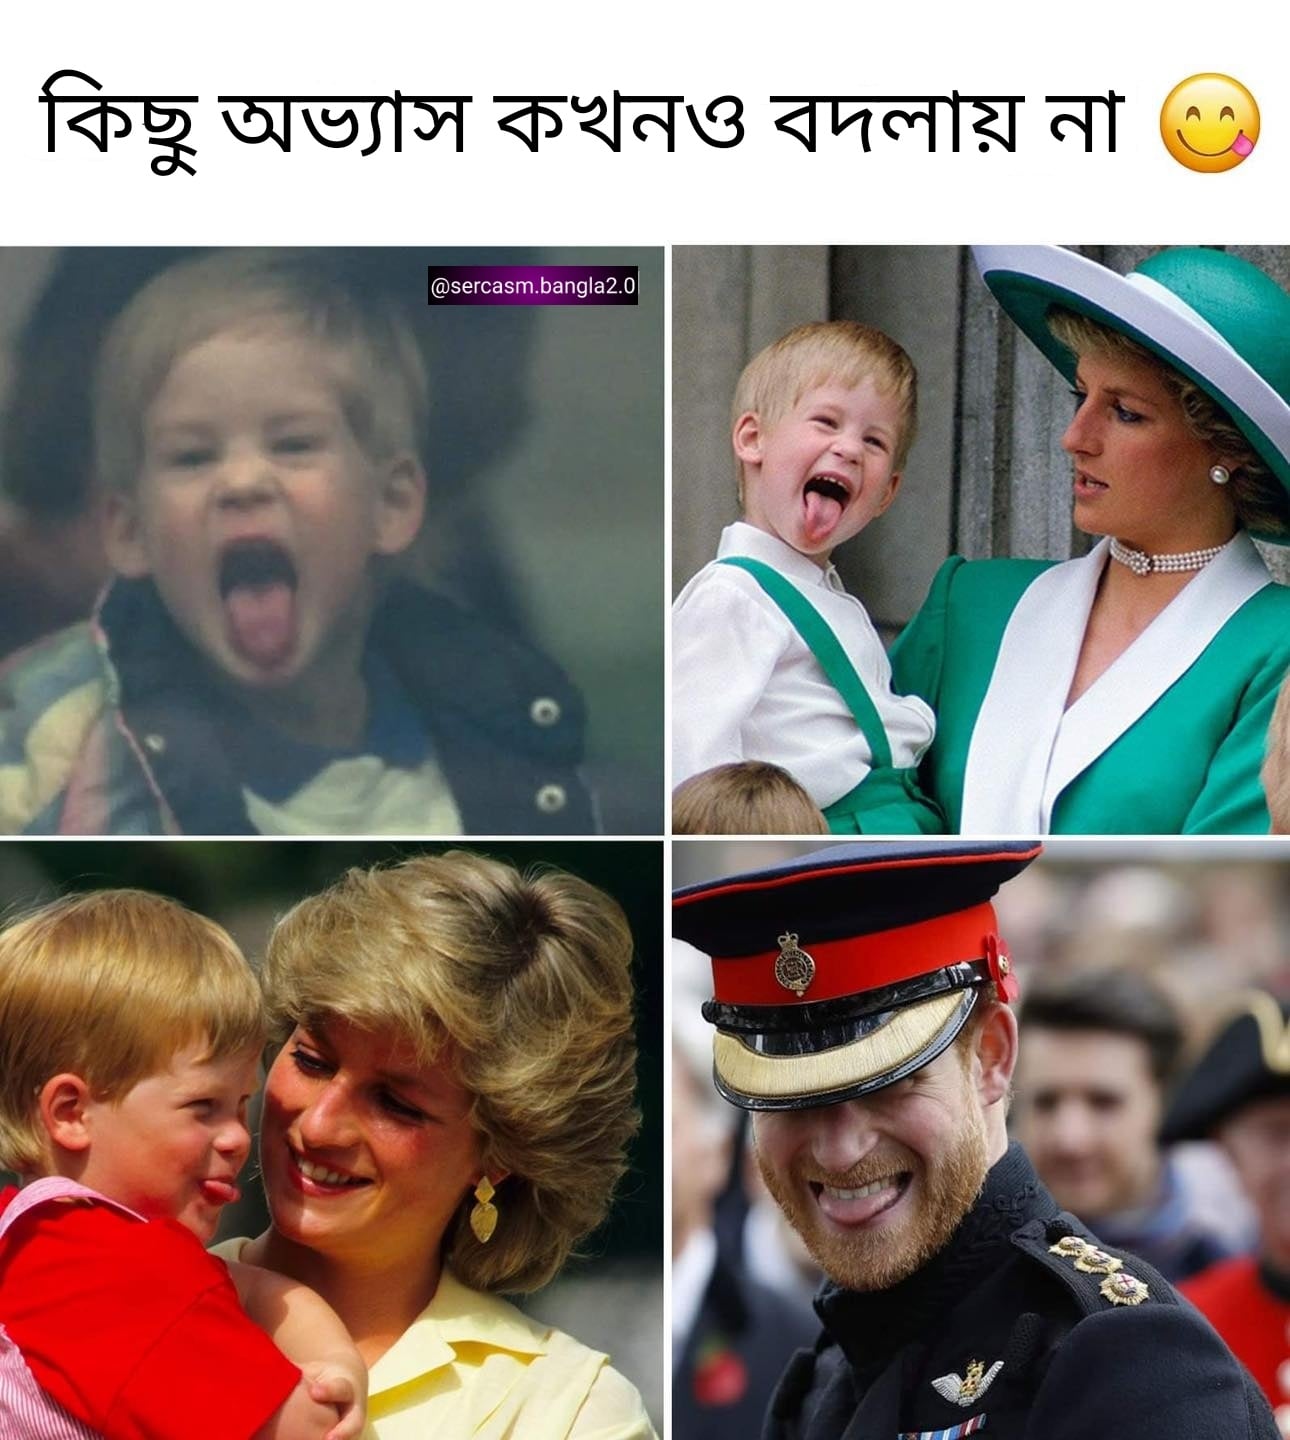 কিছু অভ্যাস কখনও বদলায় না 😋
@sercasm.bangla2.0